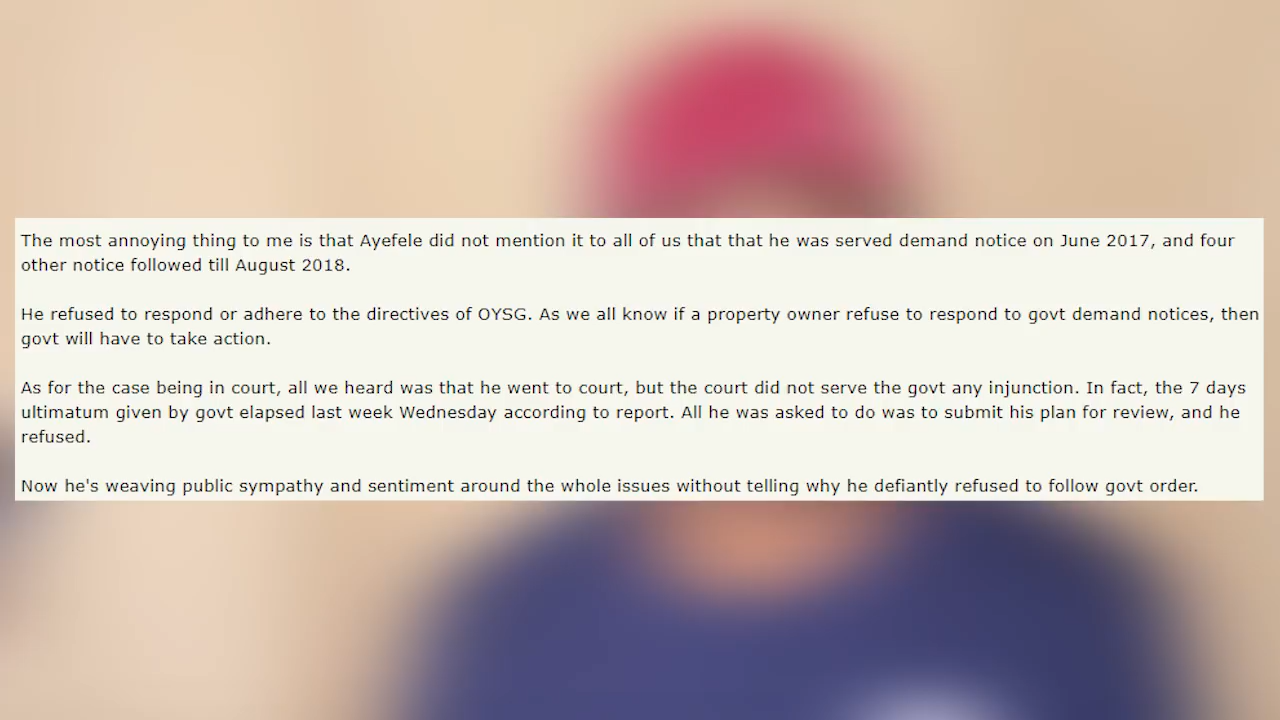 The most annoying thing to me is that Ayefele did not mention it to all of us that that he was served demand notice on June 2017, and four
other notice followed till August 2018.
He refused to respond or adhere to the directives of OYSG. As we all know if a property owner refuse to respond to govt demand notices, then
govt will have to take action.
As for the case being in court, all we heard was that he went to court, but the court did not serve the govt any injunction. In fact, the 7 days
ultimatum given by govt elapsed last week Wednesday according to report. All he was asked to do was to submit his plan for review, and he
refused.
Now he's weaving public sympathy and sentiment around the whole issues without telling why he defiantly refused to follow govt order.